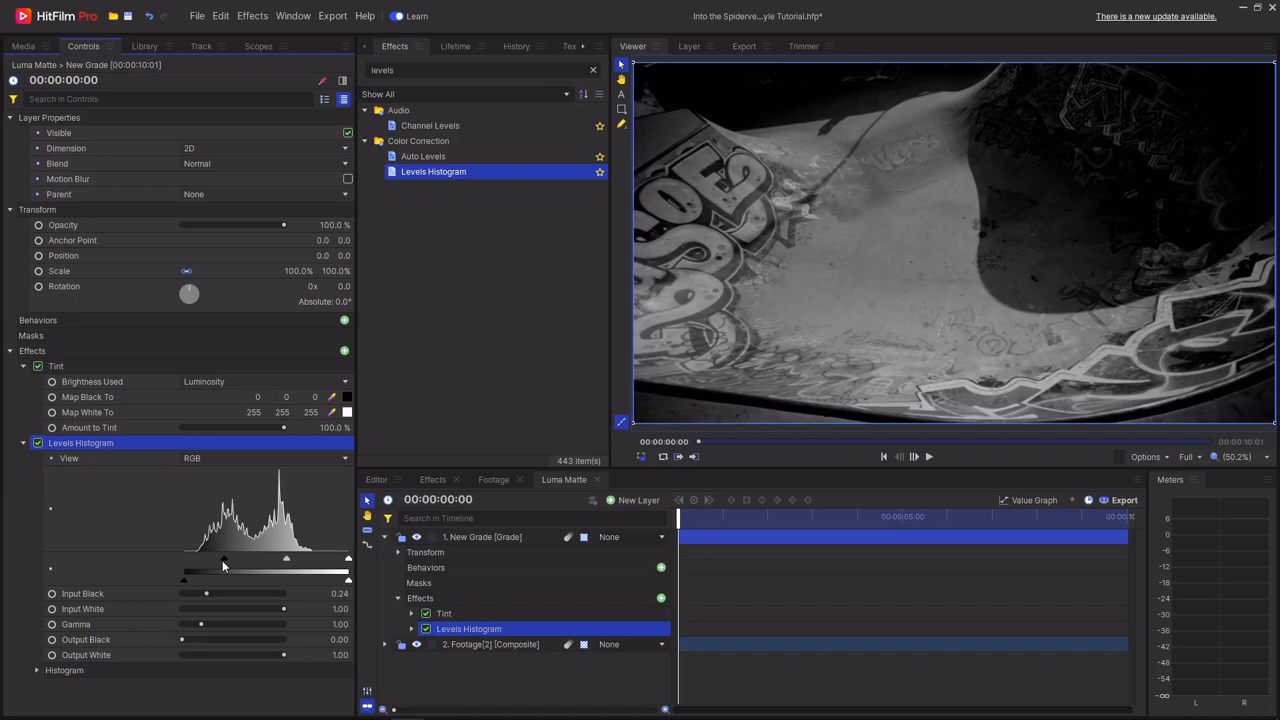 HitFilm Pro File Edit Effects Window Export Help Learn Into the Spiderve...yle Tutorial.hfp* There is a new update available.
Media Controls Library Track Scopes Effects Lifetime History Tex Viewer Layer Export Trimmer
Luma Matte > New Grade [00:00:10:01]
00:00:00:00
Search in Controls
Layer Properties
Visible
Dimension 2D
Blend Normal
Motion Blur
Parent None
Transform
Opacity 100.0 %
Anchor Point 0.0 0.0
Position 0.0 0.0
Scale 100.0% 100.0%
Rotation 0x 0.0
Absolute: 0.0°
Behaviors
Masks
Effects
Tint
Brightness Used Luminosity
Map Black To 0 0 0
Map White To 255 255 255
Amount to Tint 100.0 %
Levels Histogram
View RGB
Input Black 0.24
Input White 1.00
Gamma 1.00
Output Black 0.00
Output White 1.00
Histogram
levels
Show All
Audio
Channel Levels
Color Correction
Auto Levels
Levels Histogram
443 item(s)
00:00:00:00 00:00:10:01
Options Full (50.2%)
Editor Effects Footage Luma Matte Meters
00:00:00:00 New Layer Value Graph Export
Search in Timeline 00:00:05:00 00:00:10
1. New Grade [Grade] None
Transform
Behaviors
Masks
Effects
Tint
Levels Histogram
2. Footage[2] [Composite] None
6
0
-6
-12
-18
-24
-30
-36
-42
-48
-54
-∞
L R